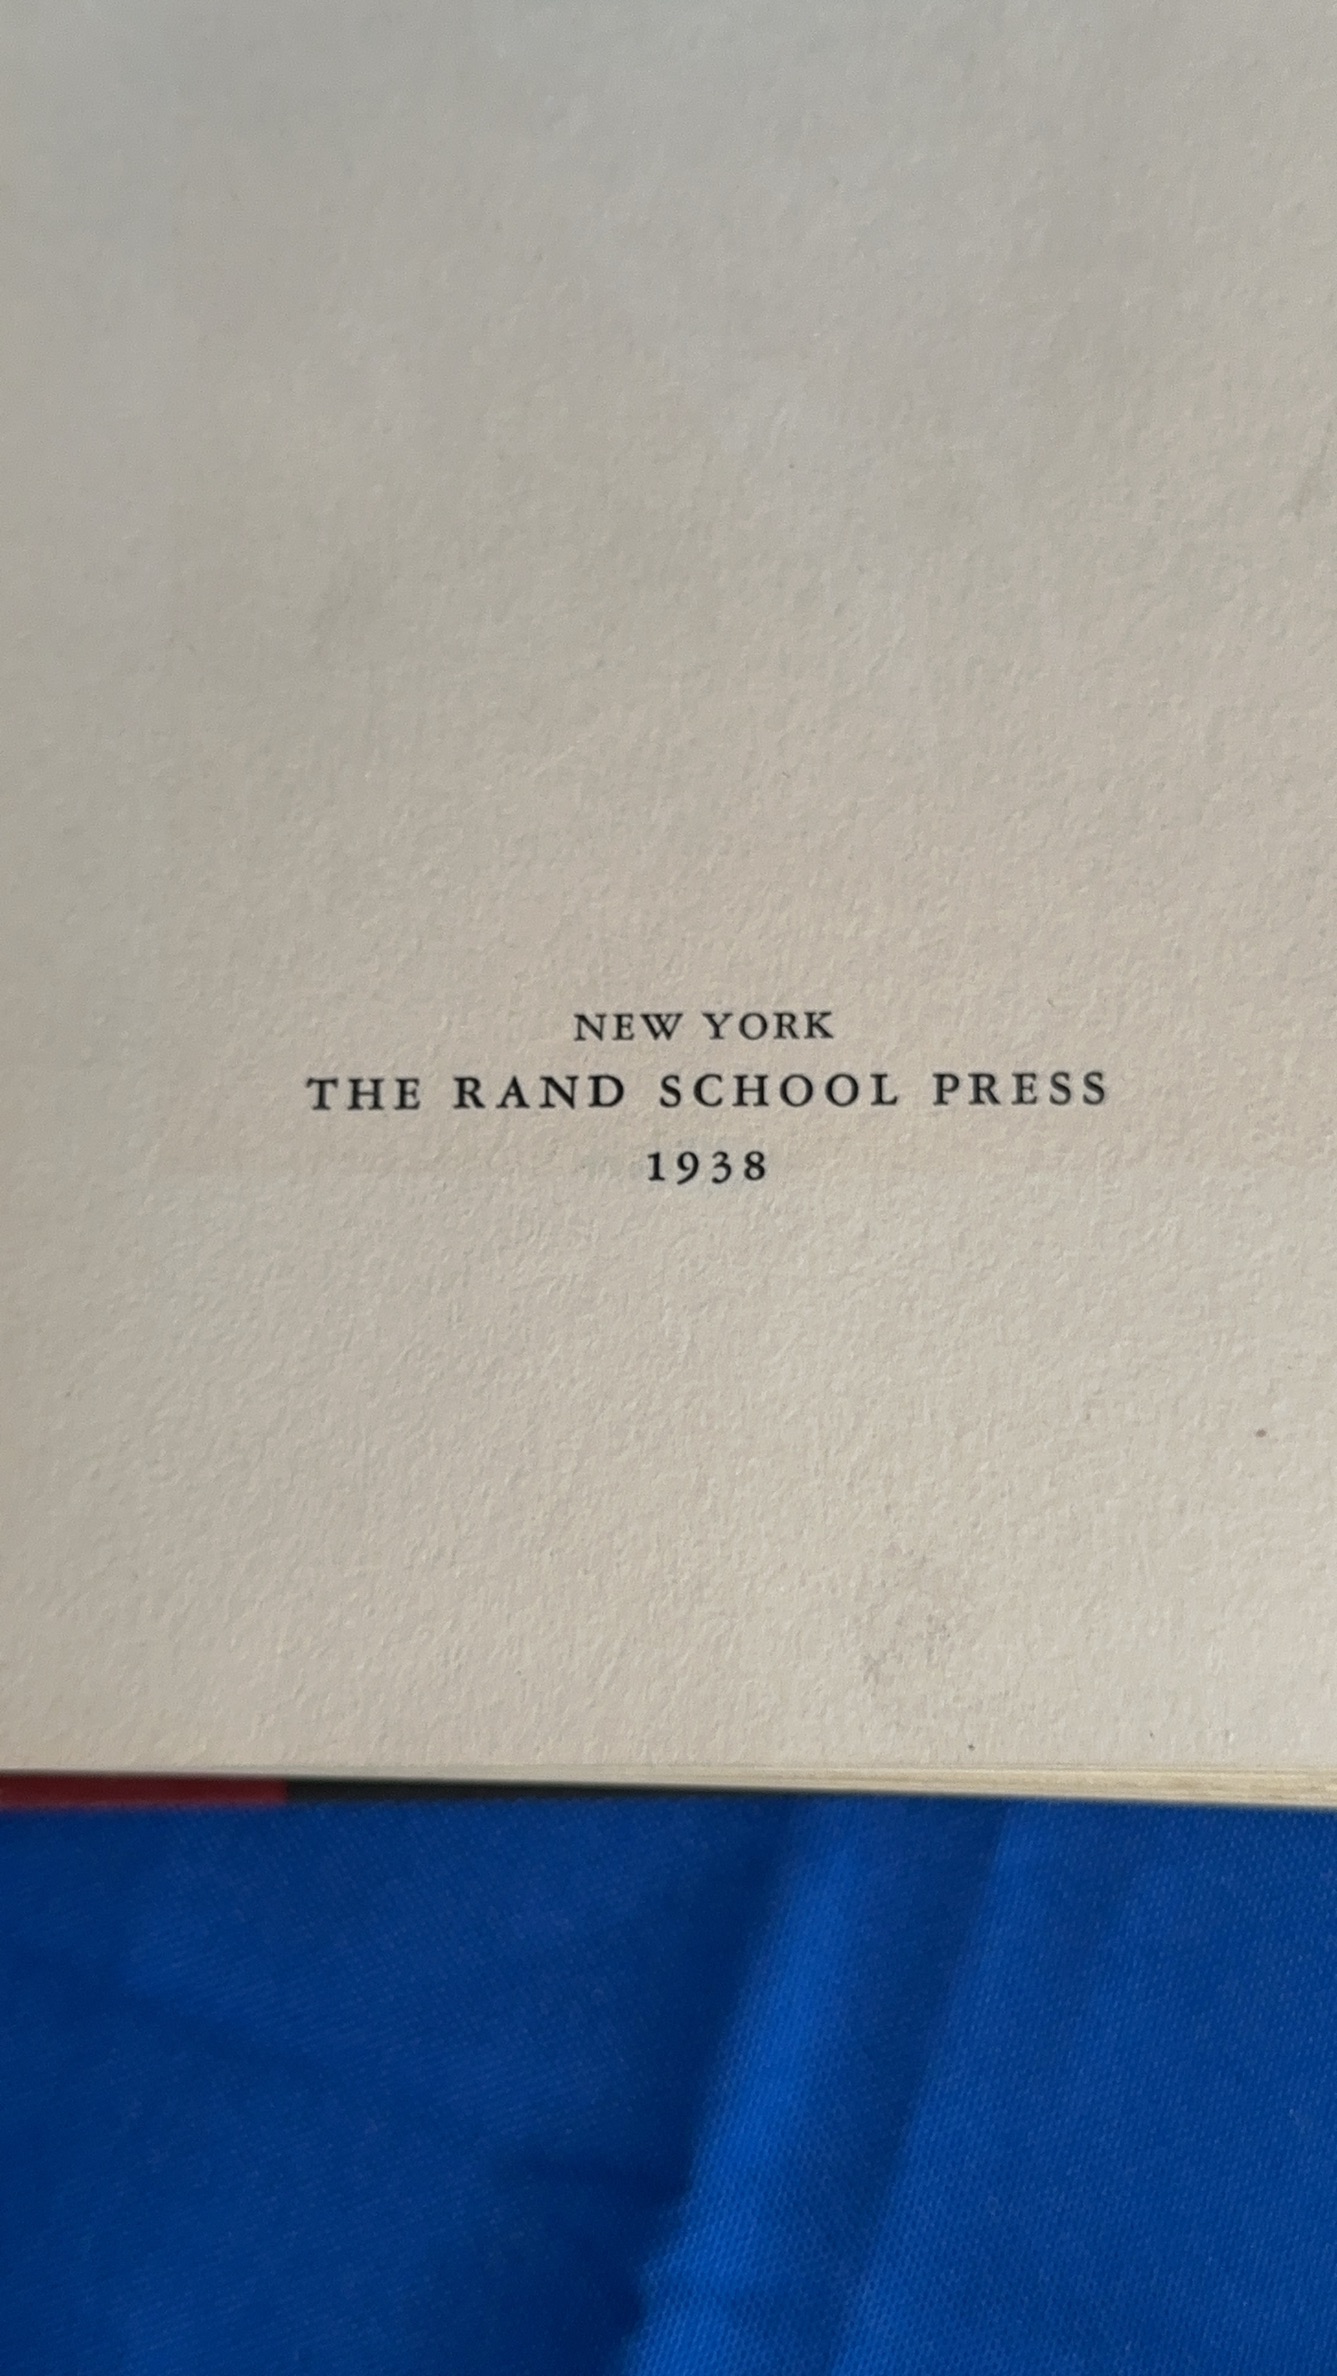 NEW YORK
THE RAND SCHOOL PRESS
1938